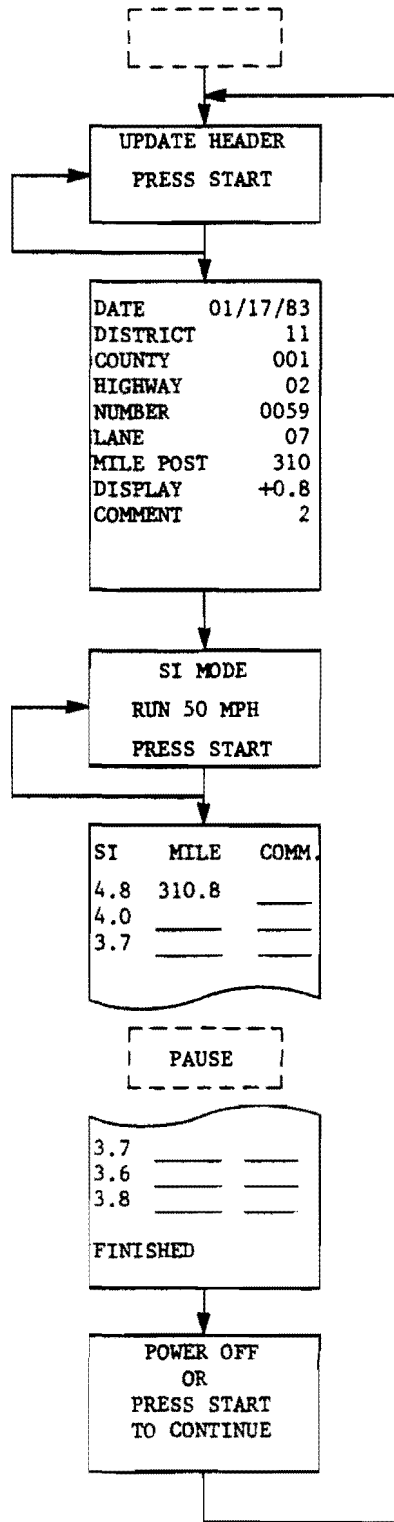 UPDATE HEADER
PRESS START
DATE 01/17/83
DISTRICT 11
COUNTY 001
HIGHWAY 02
NUMBER 0059
LANE 07
MILE POST 310
DISPLAY +0.8
COMMENT 2
SI MODE
RUN 50 MPH
PRESS START
SI MILE COMM.
4.8 310.8
4.0
3.7
PAUSE
3.7
3.6
3.8
FINISHED
POWER OFF
OR
PRESS START
TO CONTINUE